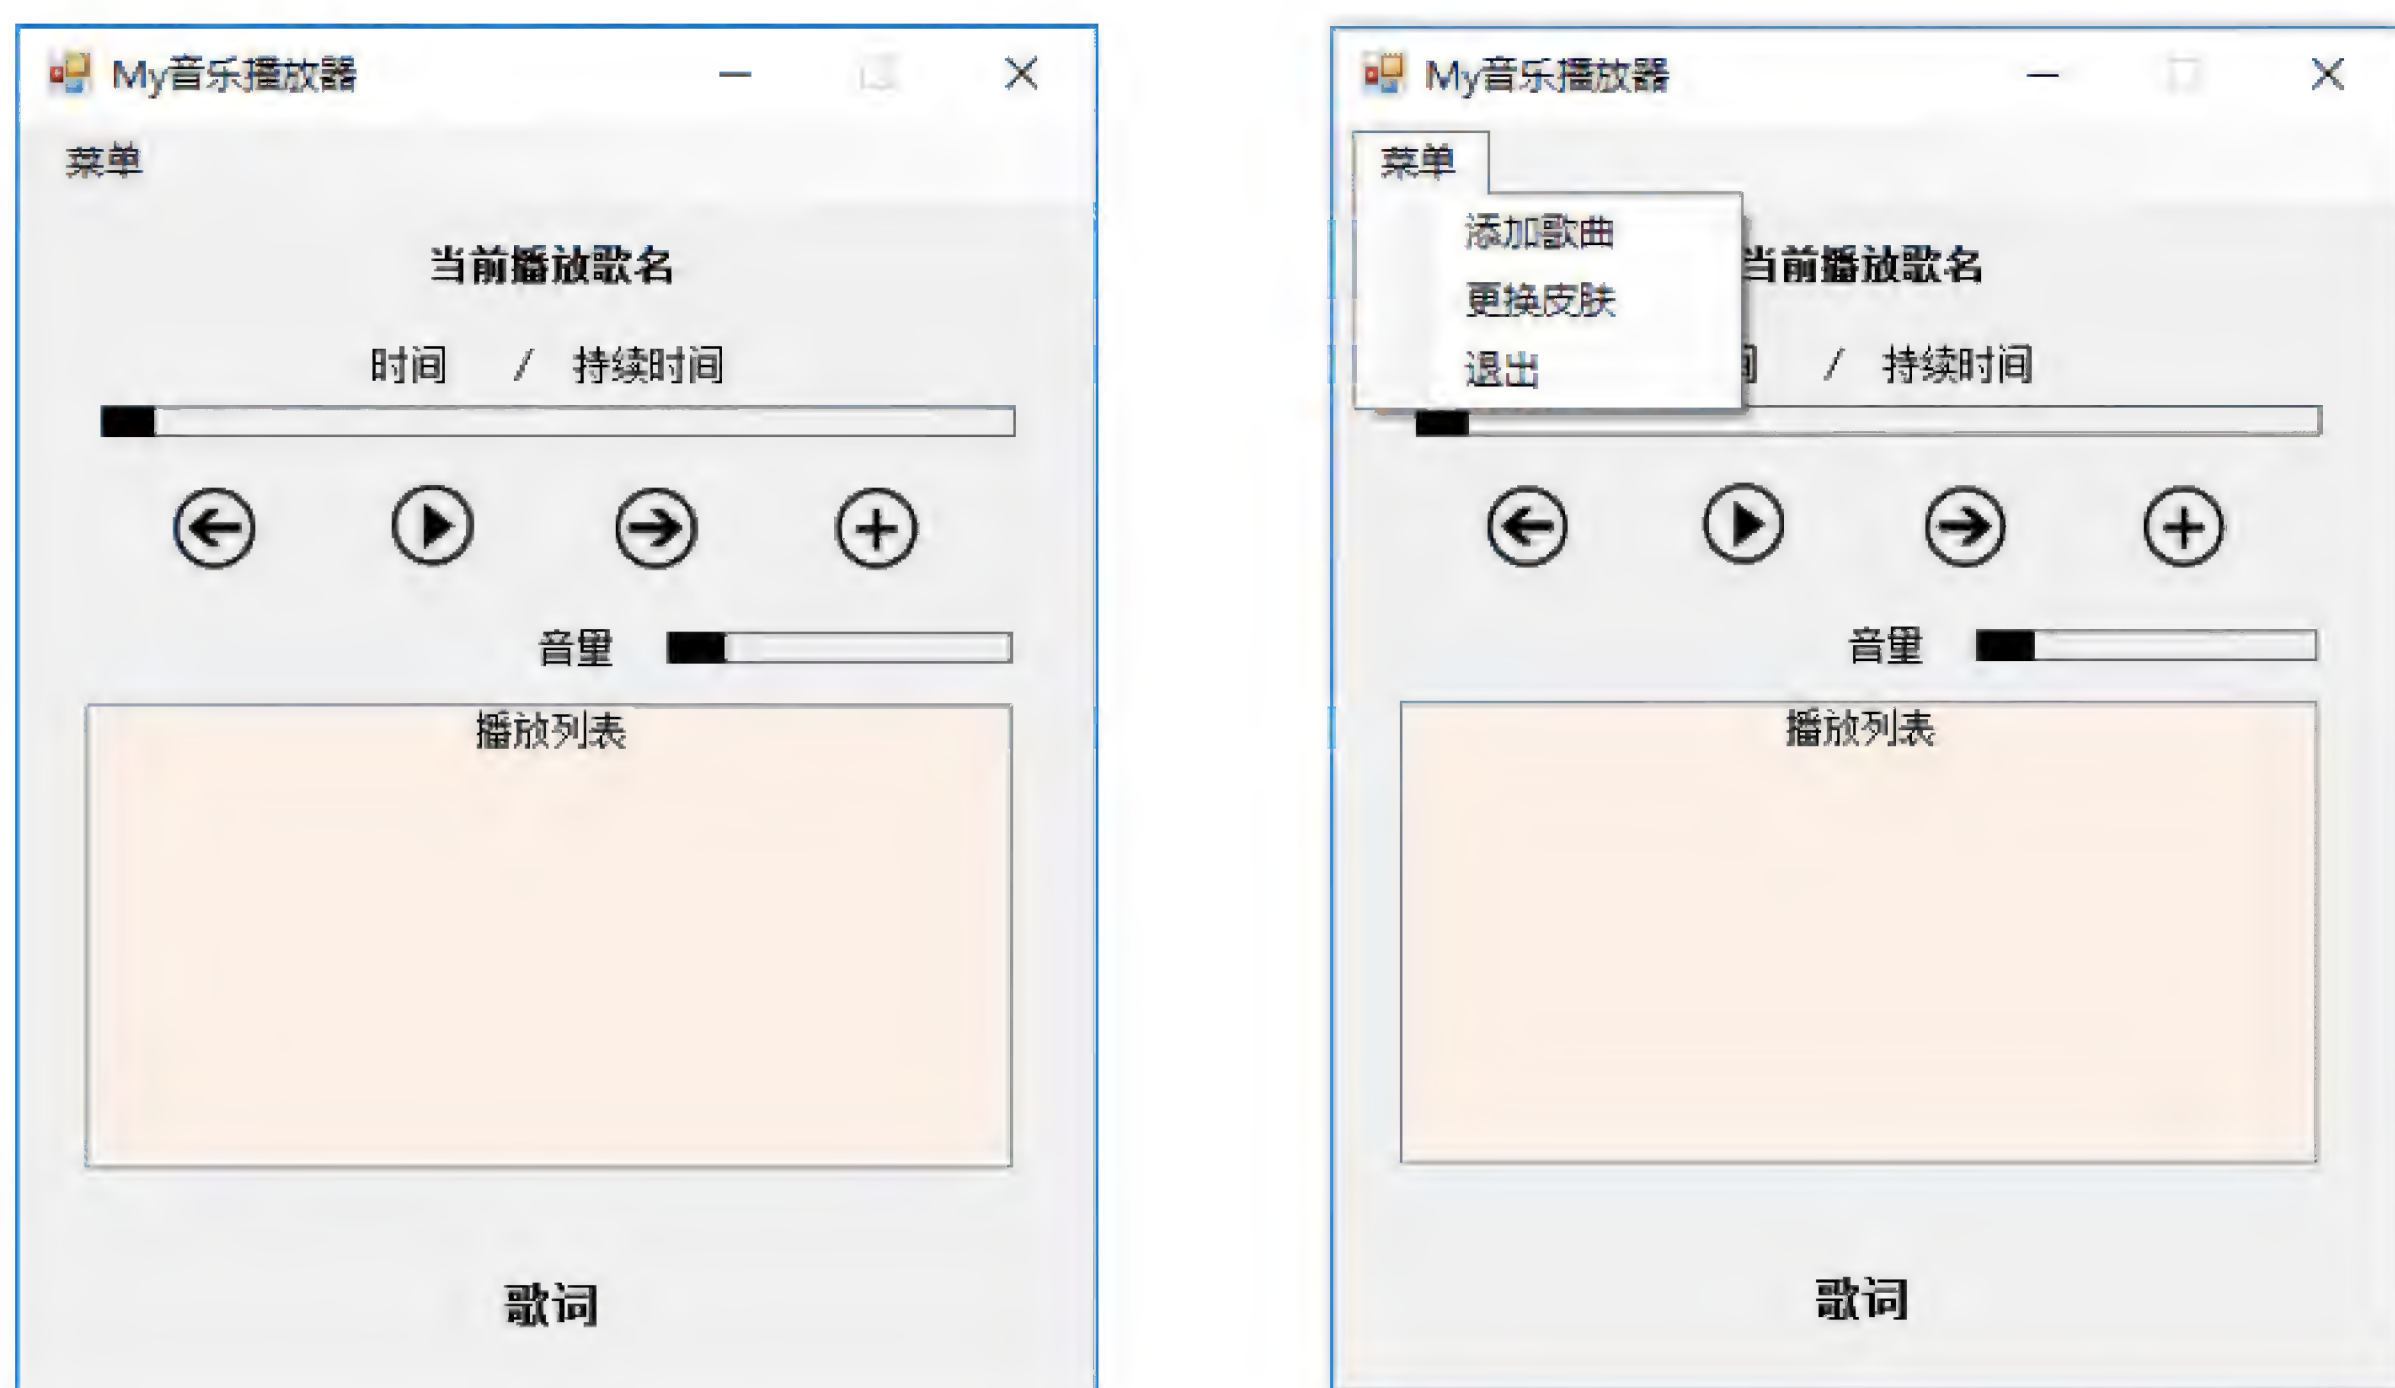 My音乐播放器
菜单
当前播放歌名
时间 / 持续时间
音量
播放列表
歌词
My音乐播放器
菜单
添加歌曲
更换皮肤
退出
当前播放歌名
/ 持续时间
音量
播放列表
歌词